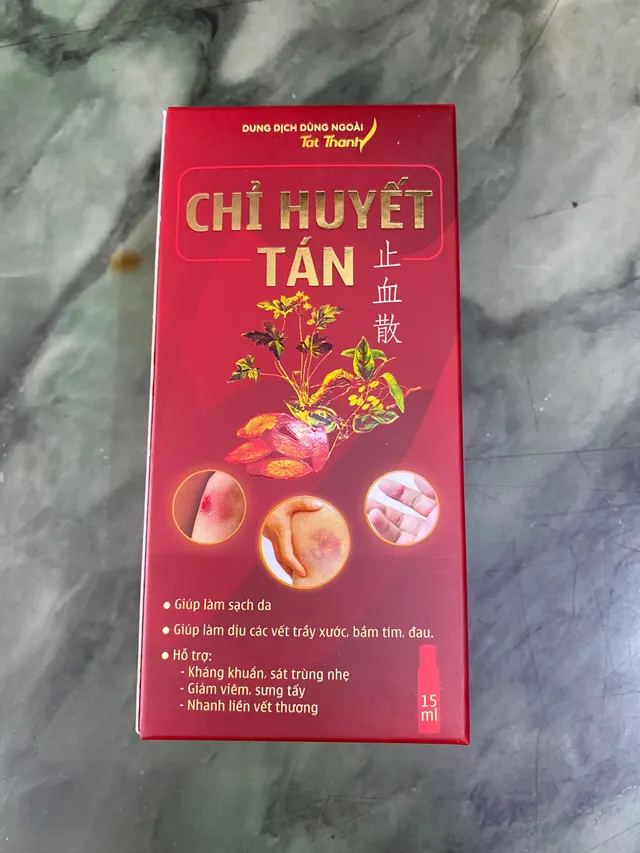 DUNG DỊCH DÙNG NGOÀI
Tất Thành
CHỈ HUYẾT
TÁN
止血散
• Giúp làm sạch da
• Giúp làm dịu các vết trầy xước, bầm tím, đau.
• Hỗ trợ:
- Kháng khuẩn, sát trùng nhẹ
- Giảm viêm, sưng tấy
- Nhanh liền vết thương
15
ml